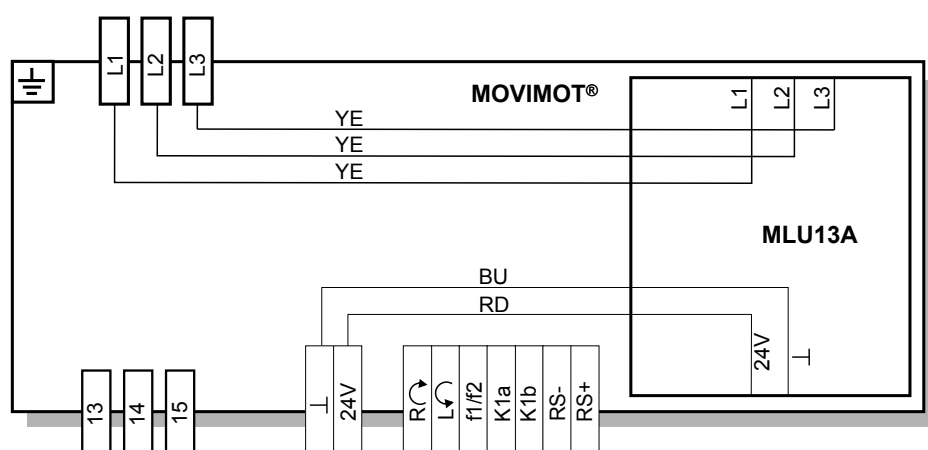 L1
L2
L3
MOVIMOT®
L1
L2
L3
YE
YE
YE
MLU13A
BU
RD
24V
⊥
13
14
15
⊥
24V
R
L
f1/f2
K1a
K1b
RS-
RS+